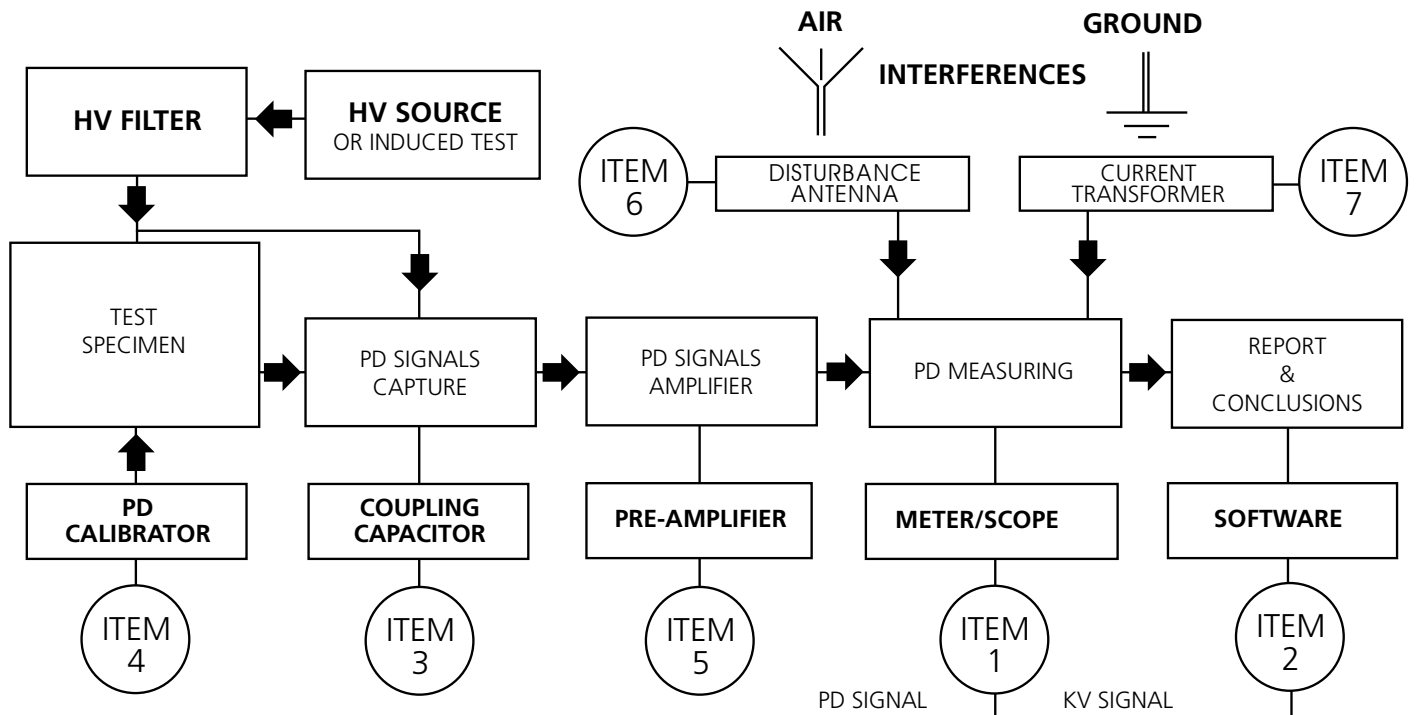 AIR
GROUND
INTERFERENCES
HV FILTER
HV SOURCE
OR INDUCED TEST
ITEM
6
DISTURBANCE
ANTENNA
CURRENT
TRANSFORMER
ITEM
7
TEST
SPECIMEN
PD SIGNALS
CAPTURE
PD SIGNALS
AMPLIFIER
PD MEASURING
REPORT
&
CONCLUSIONS
PD
CALIBRATOR
COUPLING
CAPACITOR
PRE-AMPLIFIER
METER/SCOPE
SOFTWARE
ITEM
4
ITEM
3
ITEM
5
ITEM
1
ITEM
2
PD SIGNAL
KV SIGNAL